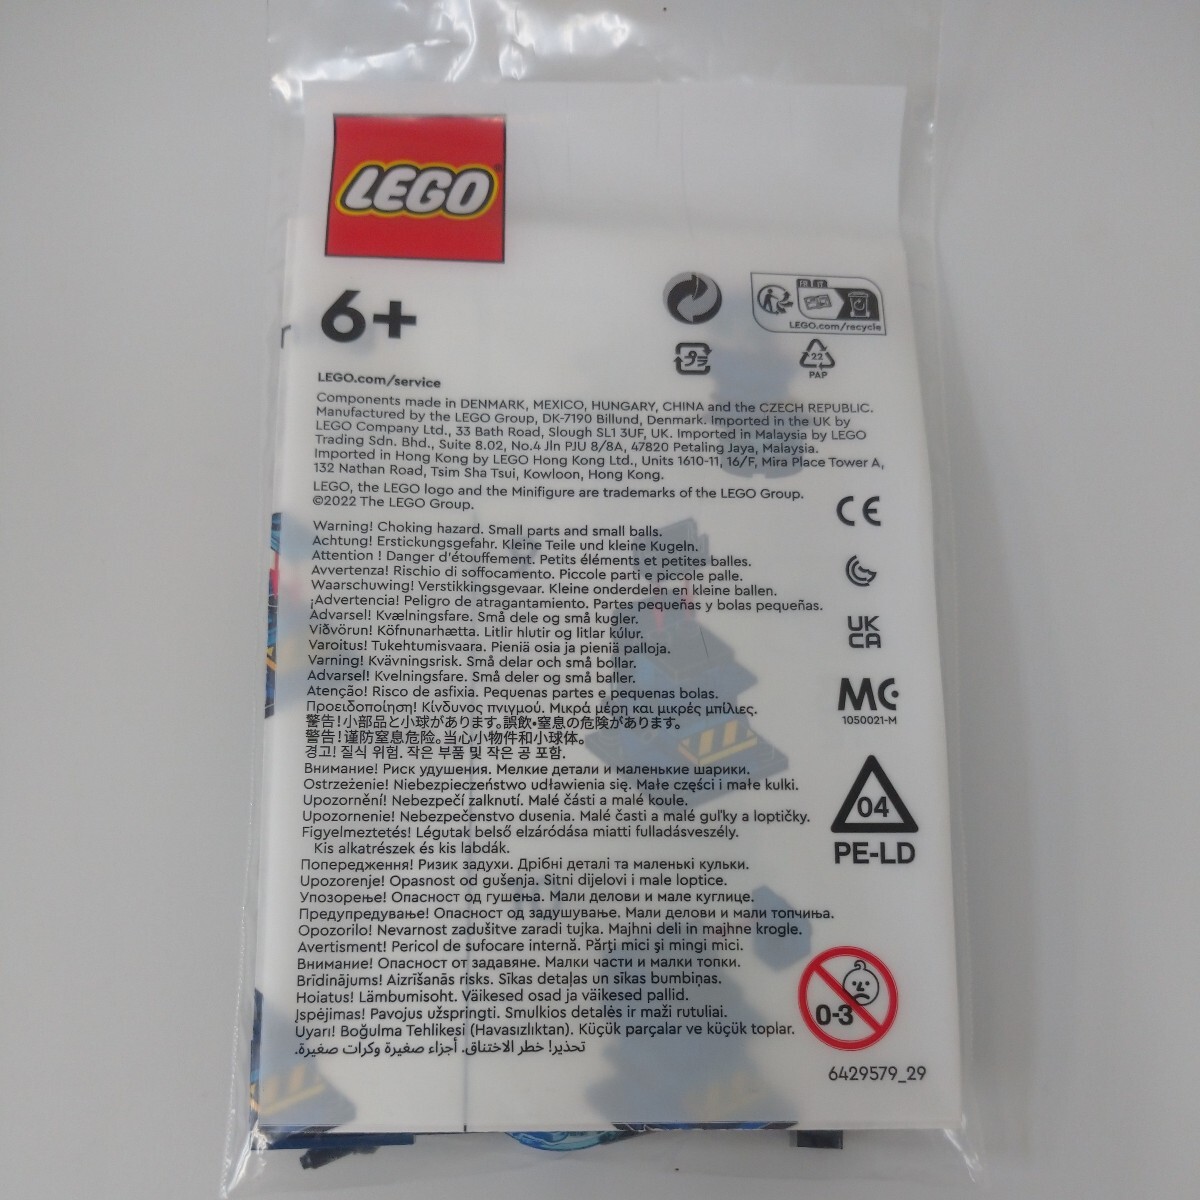 LEGO
6+
FR IT
LEGO.com/recycle
プラ
22
PAP
LEGO.com/service
Components made in DENMARK, MEXICO, HUNGARY, CHINA and the CZECH REPUBLIC.
Manufactured by the LEGO Group, DK-7190 Billund, Denmark. Imported in the UK by
LEGO Company Ltd., 33 Bath Road, Slough SL1 3UF, UK. Imported in Malaysia by LEGO
Trading Sdn. Bhd., Suite 8.02, No.4 Jln PJU 8/8A, 47820 Petaling Jaya, Malaysia.
Imported in Hong Kong by LEGO Hong Kong Ltd., Units 1610-11, 16/F, Mira Place Tower A,
132 Nathan Road, Tsim Sha Tsui, Kowloon, Hong Kong.
LEGO, the LEGO logo and the Minifigure are trademarks of the LEGO Group.
©2022 The LEGO Group.
CE
Warning! Choking hazard. Small parts and small balls.
Achtung! Erstickungsgefahr. Kleine Teile und kleine Kugeln.
Attention ! Danger d'étouffement. Petits éléments et petites balles.
Avvertenza! Rischio di soffocamento. Piccole parti e piccole palle.
Waarschuwing! Verstikkingsgevaar. Kleine onderdelen en kleine ballen.
¡Advertencia! Peligro de atragantamiento. Partes pequeñas y bolas pequeñas.
Advarsel! Kvælningsfare. Små dele og små kugler.
Viðvörun! Köfnunarhætta. Litlir hlutir og litlar kúlur.
Varoitus! Tukehtumisvaara. Pieniä osia ja pieniä palloja.
Varning! Kvävningsrisk. Små delar och små bollar.
Advarsel! Kvelningsfare. Små deler og små baller.
Atenção! Risco de asfixia. Pequenas partes e pequenas bolas.
Προειδοποίηση! Κίνδυνος πνιγμού. Μικρά μέρη και μικρές μπίλιες.
警告!小部品と小球があります。誤飲・窒息の危険があります。
警告!谨防窒息危险。当心小物件和小球体。
경고! 질식 위험. 작은 부품 및 작은 공 포함.
Внимание! Риск удушения. Мелкие детали и маленькие шарики.
Ostrzeżenie! Niebezpieczeństwo udławienia się. Małe części i małe kulki.
Upozornění! Nebezpečí zalknutí. Malé části a malé koule.
Upozornenie! Nebezpečenstvo dusenia. Malé časti a malé guľky a loptičky.
Figyelmeztetés! Légutak belső elzáródása miatti fulladásveszély.
Kis alkatrészek és kis labdák.
Попередження! Ризик задухи. Дрібні деталі та маленькі кульки.
Upozorenje! Opasnost od gušenja. Sitni dijelovi i male loptice.
Упозорење! Опасност од гушења. Мали делови и мале куглице.
Предупредување! Опасност од задушување. Мали делови и мали топчиња.
Opozorilo! Nevarnost zadušitve zaradi tujka. Majhni deli in majhne krogle.
Avertisment! Pericol de sufocare internă. Părţi mici şi mingi mici.
Внимание! Опасност от задавяне. Малки части и малки топки.
Brīdinājums! Aizrīšanās risks. Sīkas detaļas un sīkas bumbiņas.
Hoiatus! Lämbumisoht. Väikesed osad ja väikesed pallid.
Įspėjimas! Pavojus užspringti. Smulkios detalės ir maži rutuliai.
Uyarı! Boğulma Tehlikesi (Havasızlıktan). Küçük parçalar ve küçük toplar.
تحذير! خطر الاختناق. أجزاء صغيرة وكرات صغيرة.
UK
CA
MC
1050021-M
04
PE-LD
0-3
6429579_29